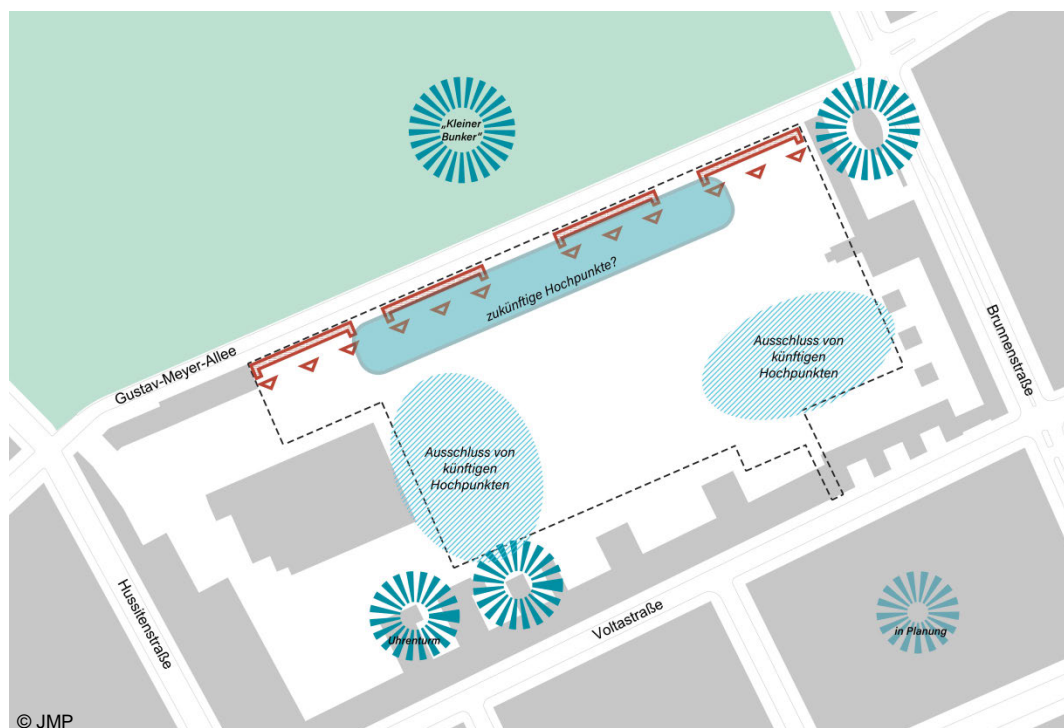 „Kleiner
Bunker“
zukünftige Hochpunkte?
Gustav-Meyer-Allee
Ausschluss von
künftigen
Hochpunkten
Brunnenstraße
Ausschluss von
künftigen
Hochpunkten
Hussitenstraße
Uhrenturm
Voltastraße
in Planung
© JMP